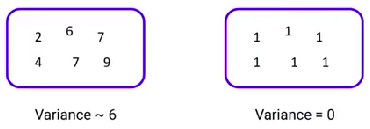 2 6 7
4 7 9
1 1 1
1 1 1
Variance ~ 6
Variance = 0